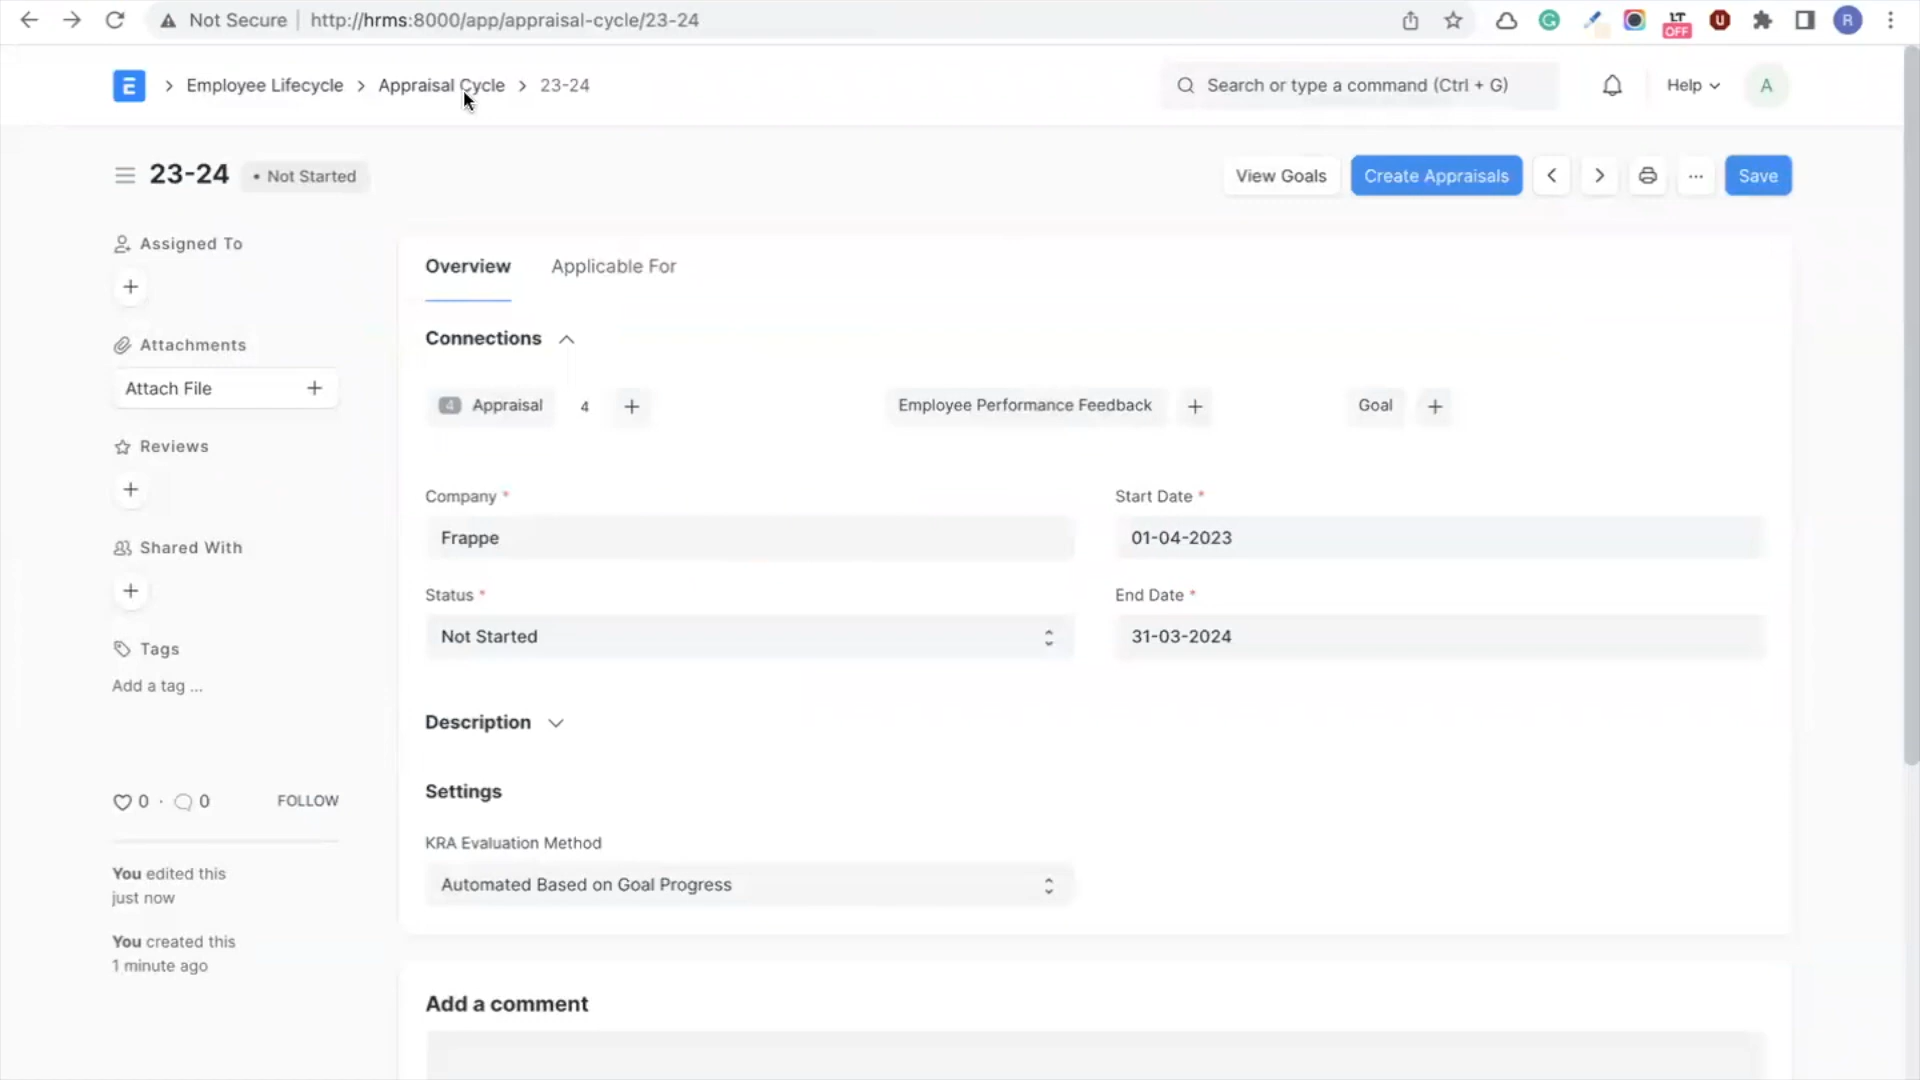 Not Secure | http://hrms:8000/app/appraisal-cycle/23-24
LT
OFF
R
E > Employee Lifecycle > Appraisal Cycle > 23-24
Search or type a command (Ctrl + G)
Help
A
23-24 • Not Started
View Goals
Create Appraisals
Save
Assigned To
Attachments
Attach File
Reviews
Shared With
Tags
Add a tag ...
0 · 0 FOLLOW
You edited this
just now
You created this
1 minute ago
Overview Applicable For
Connections
4 Appraisal 4 +
Employee Performance Feedback +
Goal +
Company *
Frappe
Start Date *
01-04-2023
Status *
Not Started
End Date *
31-03-2024
Description
Settings
KRA Evaluation Method
Automated Based on Goal Progress
Add a comment